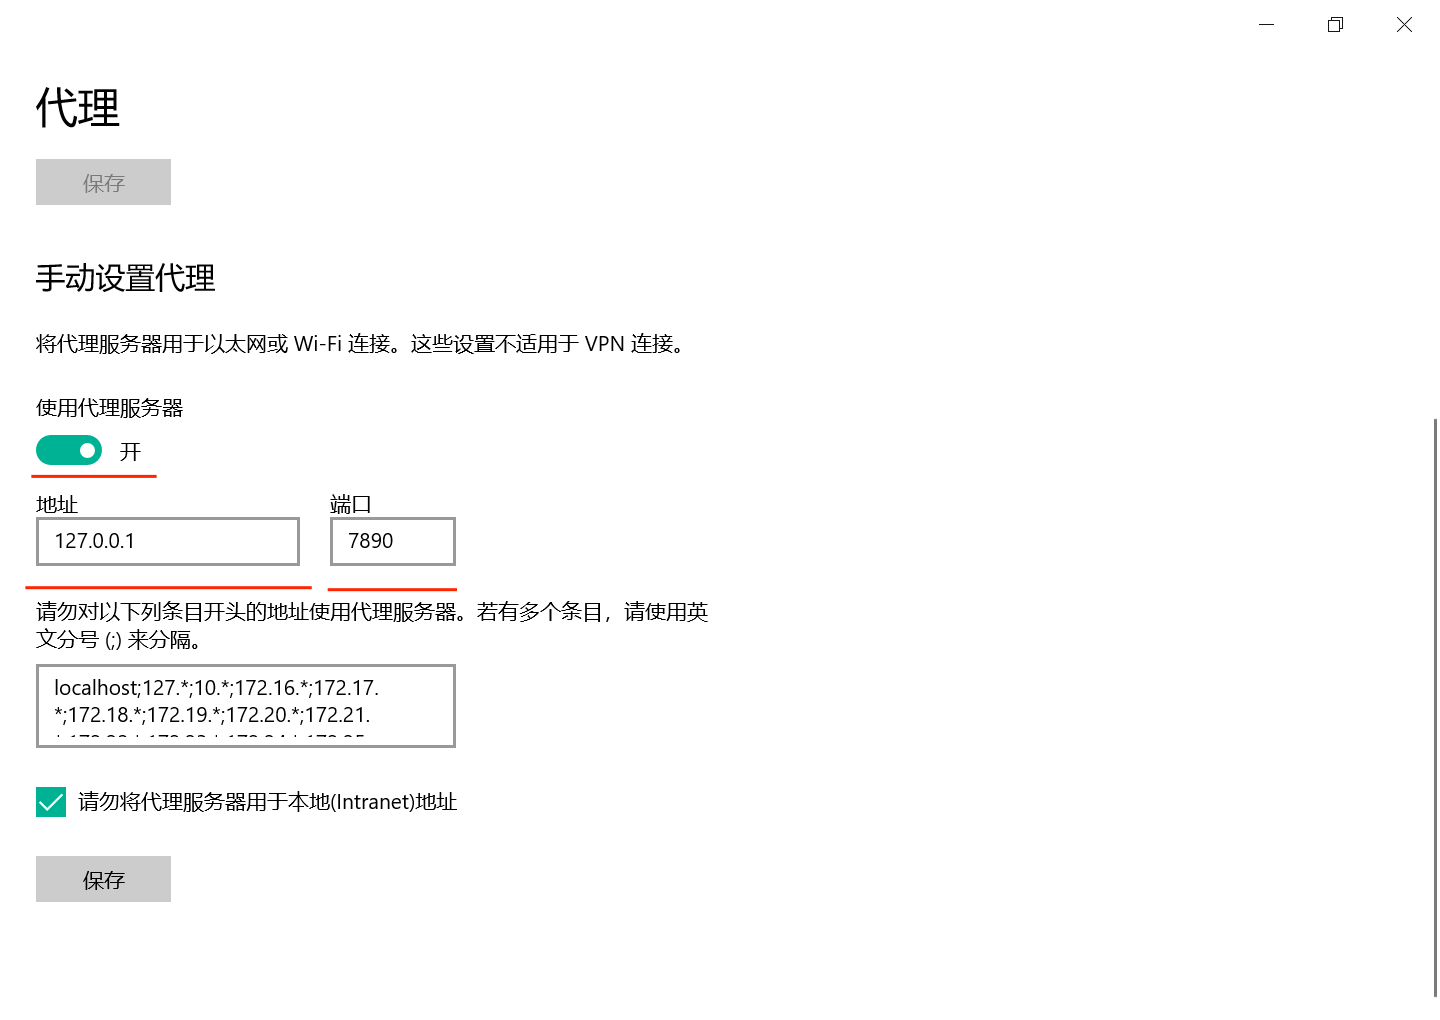 代理
保存
手动设置代理
将代理服务器用于以太网或 Wi-Fi 连接。这些设置不适用于 VPN 连接。
使用代理服务器
开
地址 端口
127.0.0.1 7890
请勿对以下列条目开头的地址使用代理服务器。若有多个条目，请使用英
文分号 (;) 来分隔。
localhost;127.*;10.*;172.16.*;172.17.
*;172.18.*;172.19.*;172.20.*;172.21.
请勿将代理服务器用于本地(Intranet)地址
保存